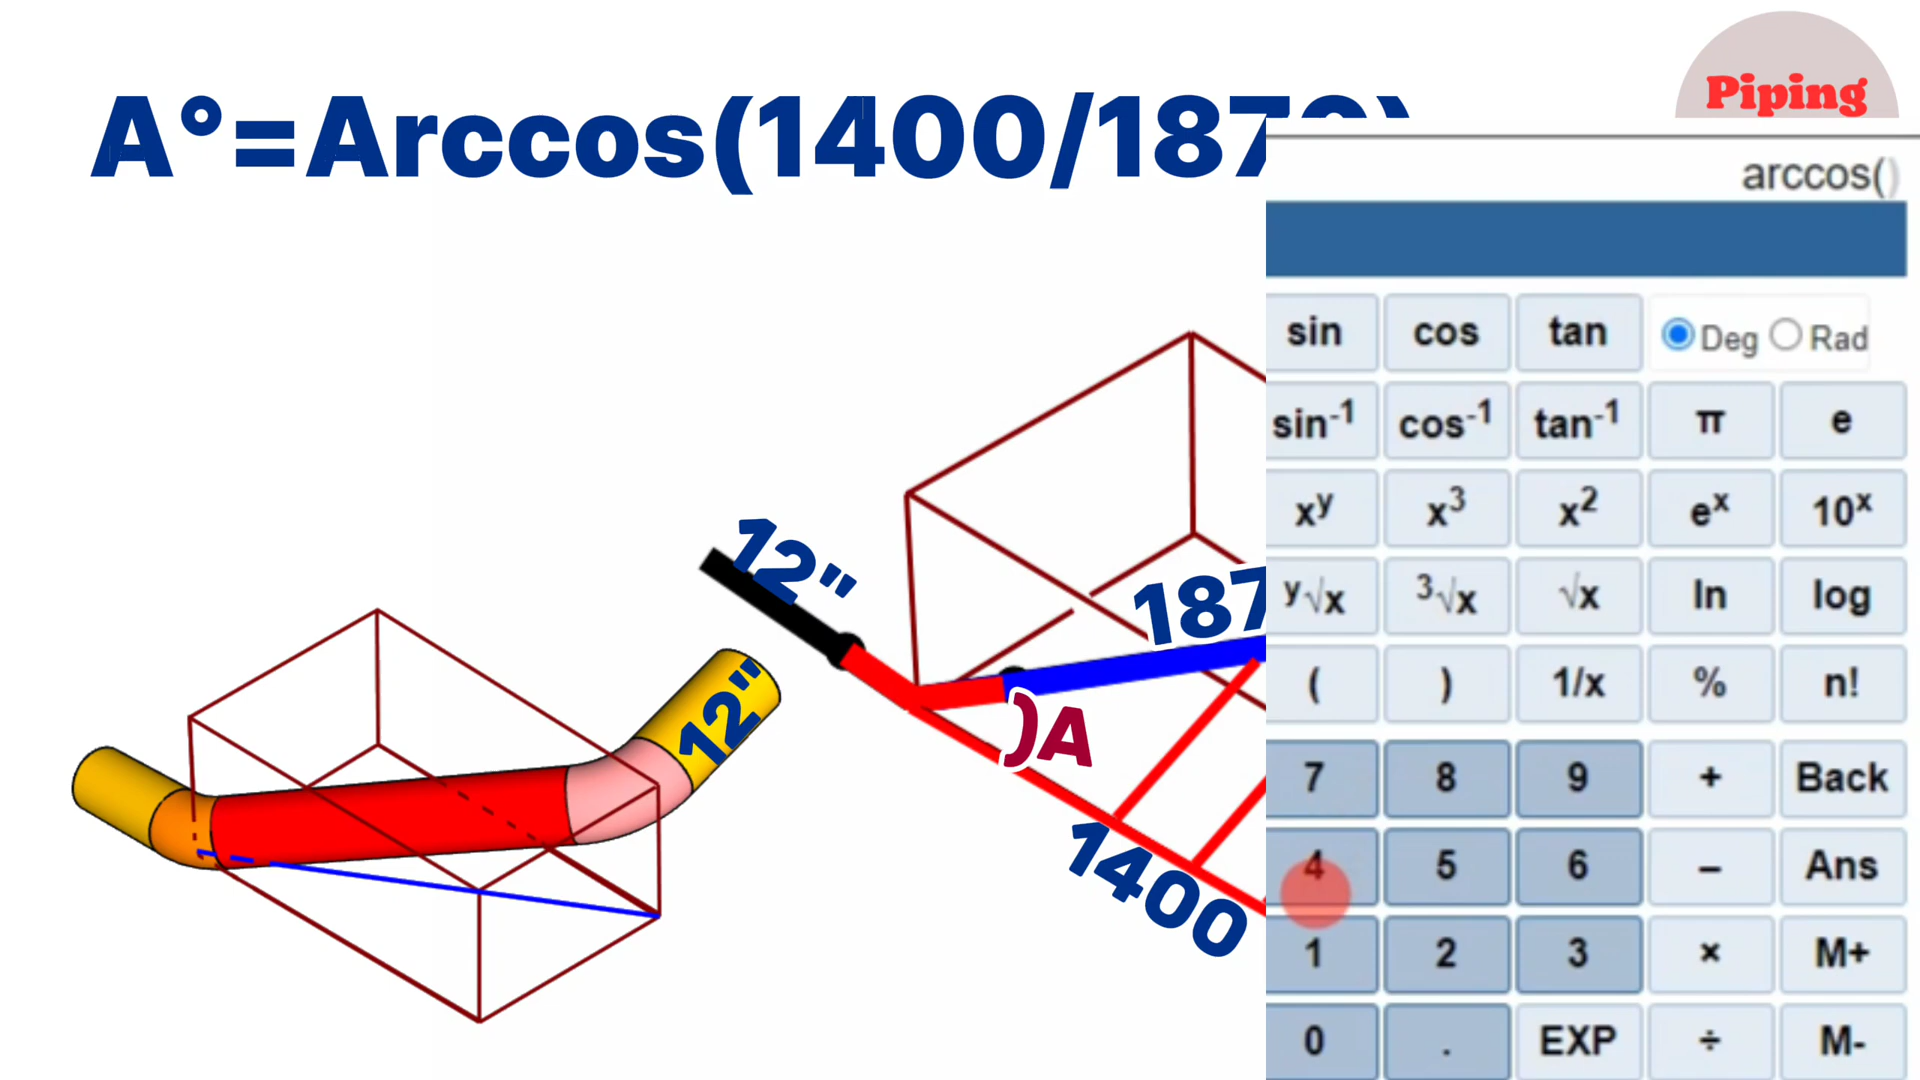 Piping
A°=Arccos(1400/187
arccos()
sin cos tan Deg Rad
sin⁻¹ cos⁻¹ tan⁻¹ π e
xʸ x³ x² eˣ 10ˣ
ʸ√x ³√x √x ln log
( ) 1/x % n!
7 8 9 + Back
4 5 6 – Ans
1 2 3 × M+
0 . EXP ÷ M-
12"
187
)A
1400
12"